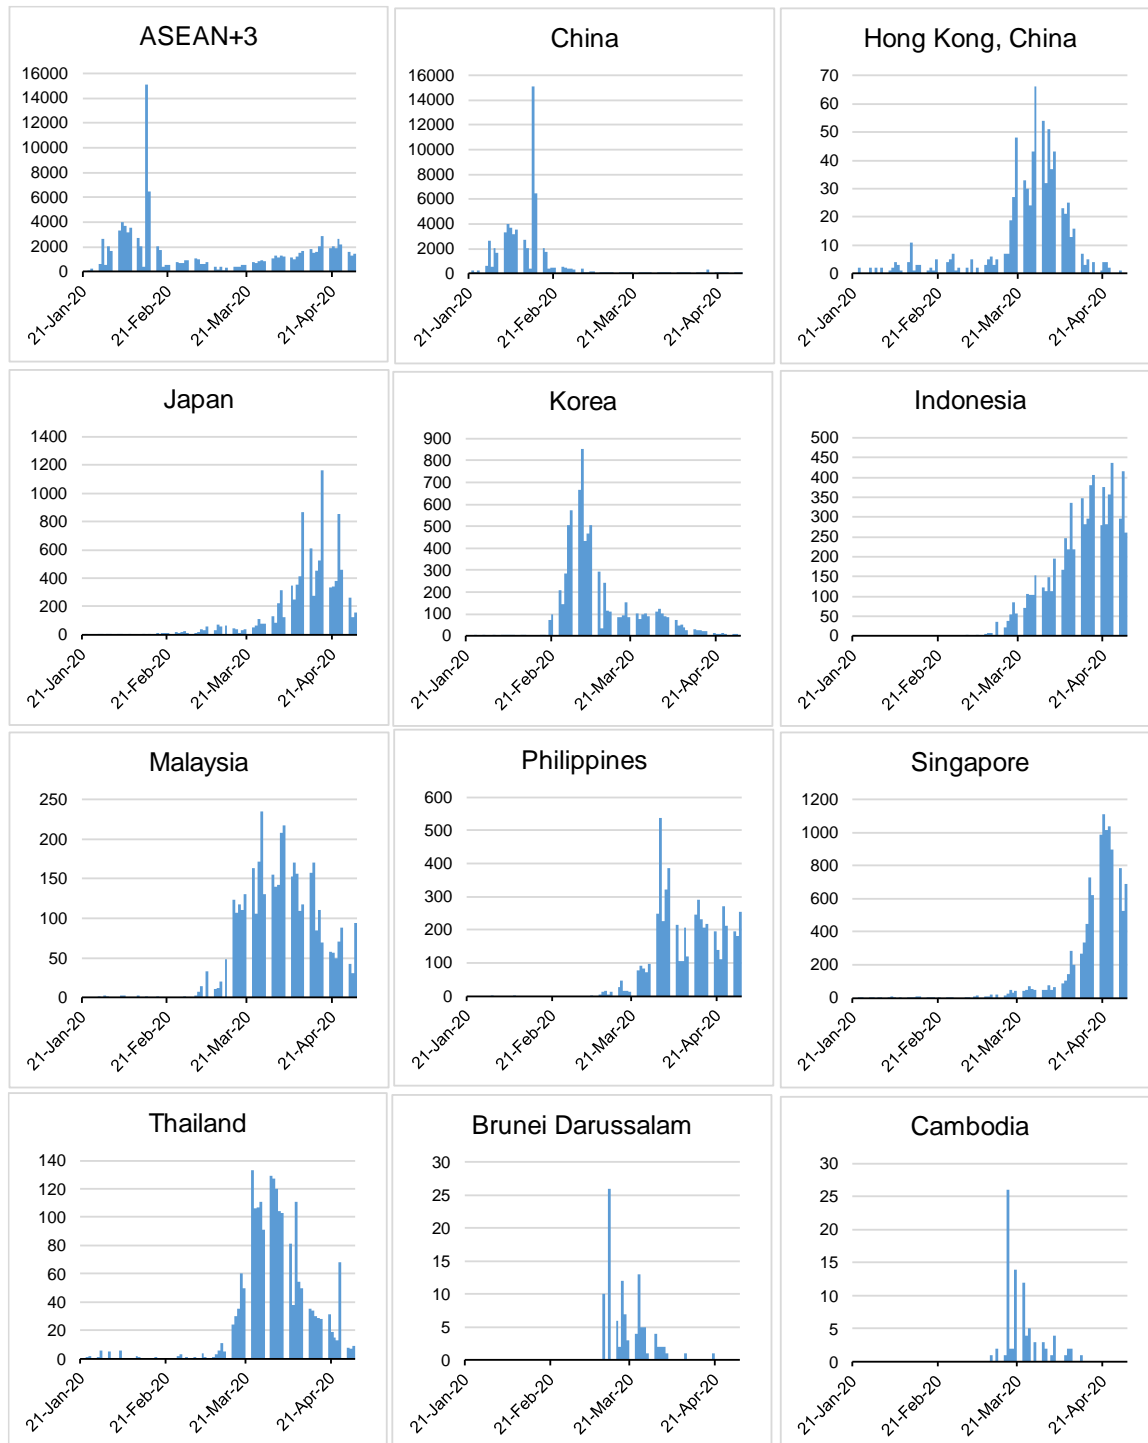 ASEAN+3
16000
14000
12000
10000
8000
6000
4000
2000
0
21-Jan-20
21-Feb-20
21-Mar-20
21-Apr-20
China
16000
14000
12000
10000
8000
6000
4000
2000
0
21-Jan-20
21-Feb-20
21-Mar-20
21-Apr-20
Hong Kong, China
70
60
50
40
30
20
10
0
21-Jan-20
21-Feb-20
21-Mar-20
21-Apr-20
Japan
1400
1200
1000
800
600
400
200
0
21-Jan-20
21-Feb-20
21-Mar-20
21-Apr-20
Korea
900
800
700
600
500
400
300
200
100
0
21-Jan-20
21-Feb-20
21-Mar-20
21-Apr-20
Indonesia
500
450
400
350
300
250
200
150
100
50
0
21-Jan-20
21-Feb-20
21-Mar-20
21-Apr-20
Malaysia
250
200
150
100
50
0
21-Jan-20
21-Feb-20
21-Mar-20
21-Apr-20
Philippines
600
500
400
300
200
100
0
21-Jan-20
21-Feb-20
21-Mar-20
21-Apr-20
Singapore
1200
1000
800
600
400
200
0
21-Jan-20
21-Feb-20
21-Mar-20
21-Apr-20
Thailand
140
120
100
80
60
40
20
0
21-Jan-20
21-Feb-20
21-Mar-20
21-Apr-20
Brunei Darussalam
30
25
20
15
10
5
0
21-Jan-20
21-Feb-20
21-Mar-20
21-Apr-20
Cambodia
30
25
20
15
10
5
0
21-Jan-20
21-Feb-20
21-Mar-20
21-Apr-20